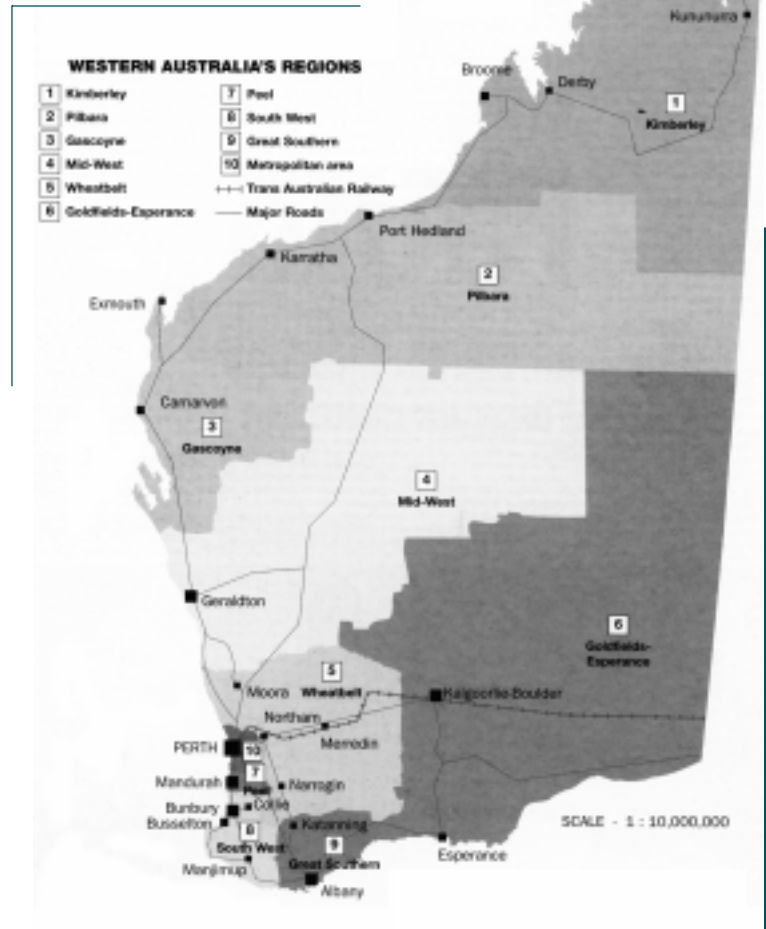 Kununurra
WESTERN AUSTRALIA'S REGIONS
1 Kimberley
2 Pilbara
3 Gascoyne
4 Mid-West
5 Wheatbelt
6 Goldfields-Esperance
7 Peel
8 South West
9 Great Southern
10 Metropolitan area
Trans Australian Railway
Major Roads
Broome
Derby
1
Kimberley
Port Hedland
Karratha
2
Pilbara
Exmouth
Carnarvon
3
Gascoyne
4
Mid-West
Geraldton
6
Goldfields-
Esperance
5
Wheatbelt
Moora
Kalgoorlie-Boulder
Northam
Merredin
PERTH
10
7
Peel
Mandurah
Narrogin
Bunbury
Collie
Busselton
Katanning
8
South West
9
Great Southern
Manjimup
Albany
Esperance
SCALE - 1 : 10,000,000